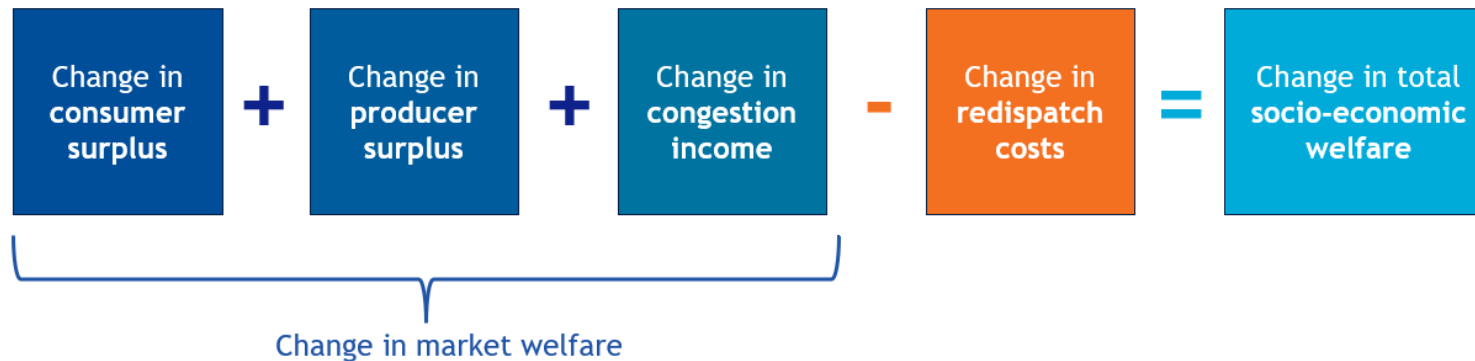 Change in
consumer
surplus
+
Change in
producer
surplus
+
Change in
congestion
income
-
Change in
redispatch
costs
=
Change in total
socio-economic
welfare
Change in market welfare